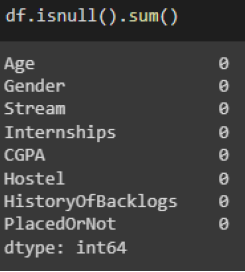 df.isnull().sum()
Age 0
Gender 0
Stream 0
Internships 0
CGPA 0
Hostel 0
HistoryOfBacklogs 0
PlacedOrNot 0
dtype: int64